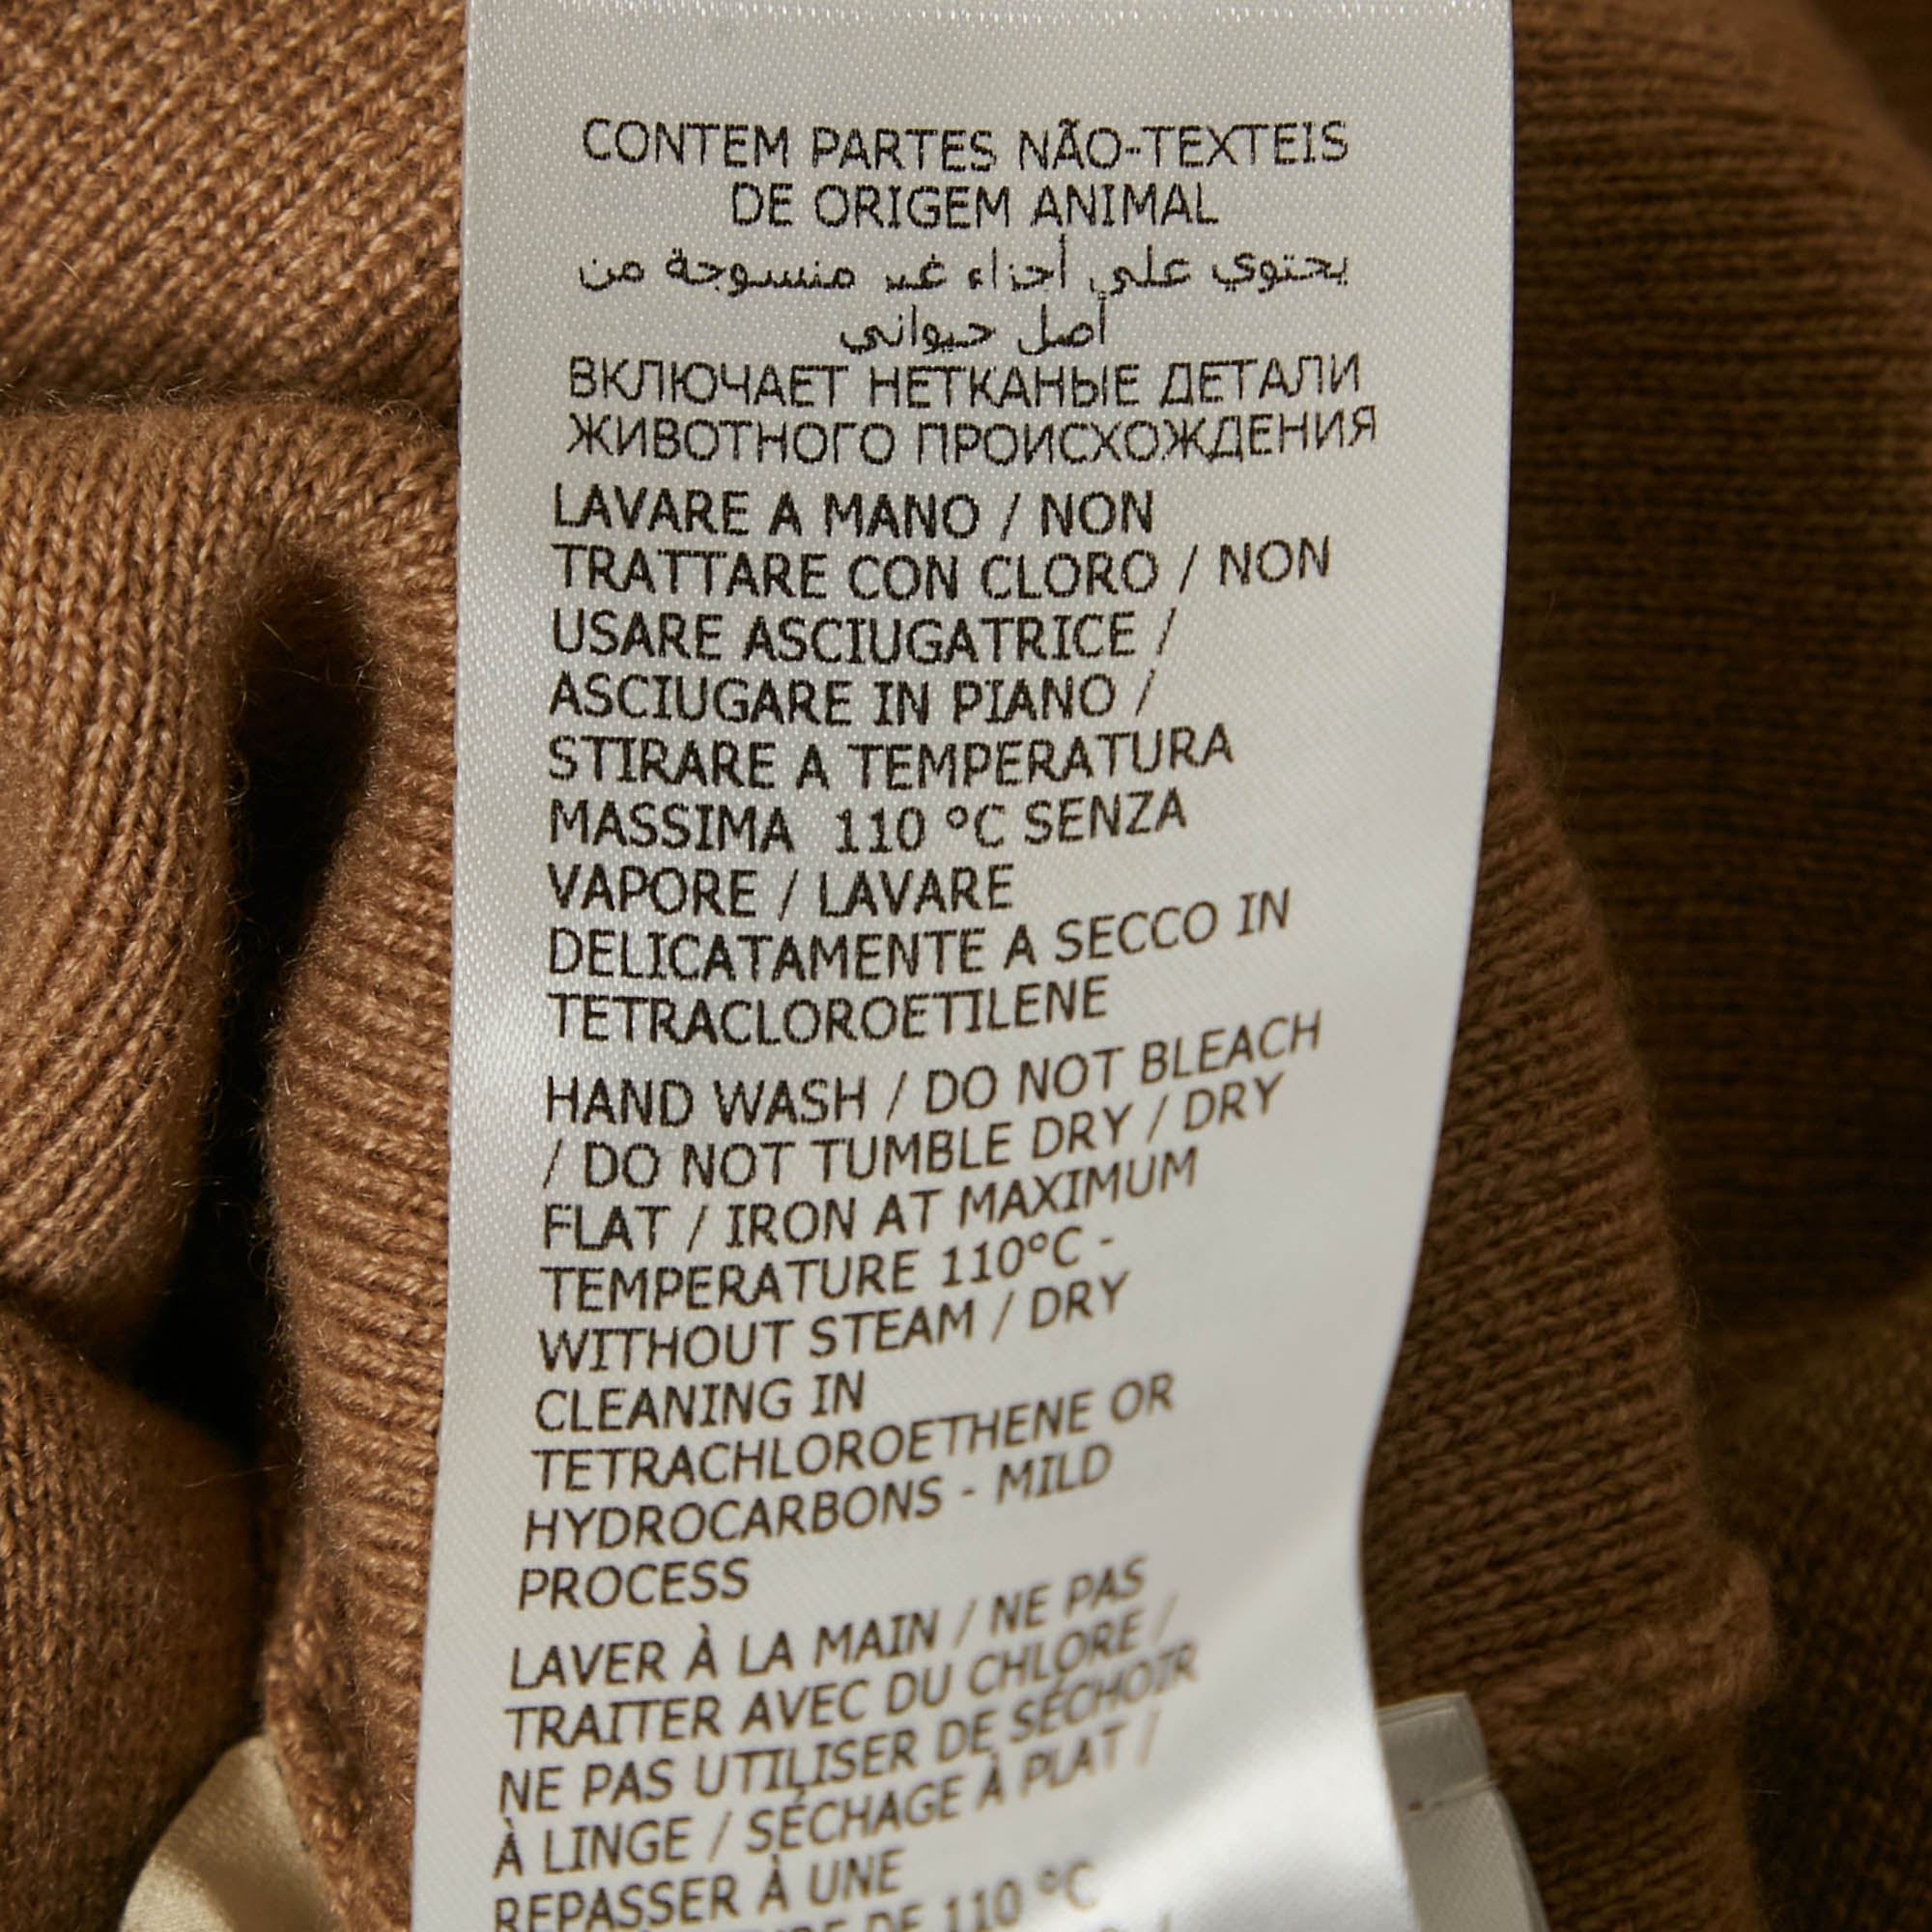 CONTEM PARTES NÃO-TEXTEIS
DE ORIGEM ANIMAL
يحتوي على أجزاء غير منسوجة من
أصل حيواني
ВКЛЮЧАЕТ НЕТКАНЫЕ ДЕТАЛИ
ЖИВОТНОГО ПРОИСХОЖДЕНИЯ
LAVARE A MANO / NON
TRATTARE CON CLORO / NON
USARE ASCIUGATRICE /
ASCIUGARE IN PIANO /
STIRARE A TEMPERATURA
MASSIMA 110 °C SENZA
VAPORE / LAVARE
DELICATAMENTE A SECCO IN
TETRACLOROETILENE
HAND WASH / DO NOT BLEACH
/ DO NOT TUMBLE DRY / DRY
FLAT / IRON AT MAXIMUM
TEMPERATURE 110°C -
WITHOUT STEAM / DRY
CLEANING IN
TETRACHLOROETHENE OR
HYDROCARBONS - MILD
PROCESS
LAVER À LA MAIN / NE PAS
TRAITER AVEC DU CHLORE /
NE PAS UTILISER DE SÉCHOIR
À LINGE / SÉCHAGE À PLAT /
REPASSER À UNE
DE 110 °C